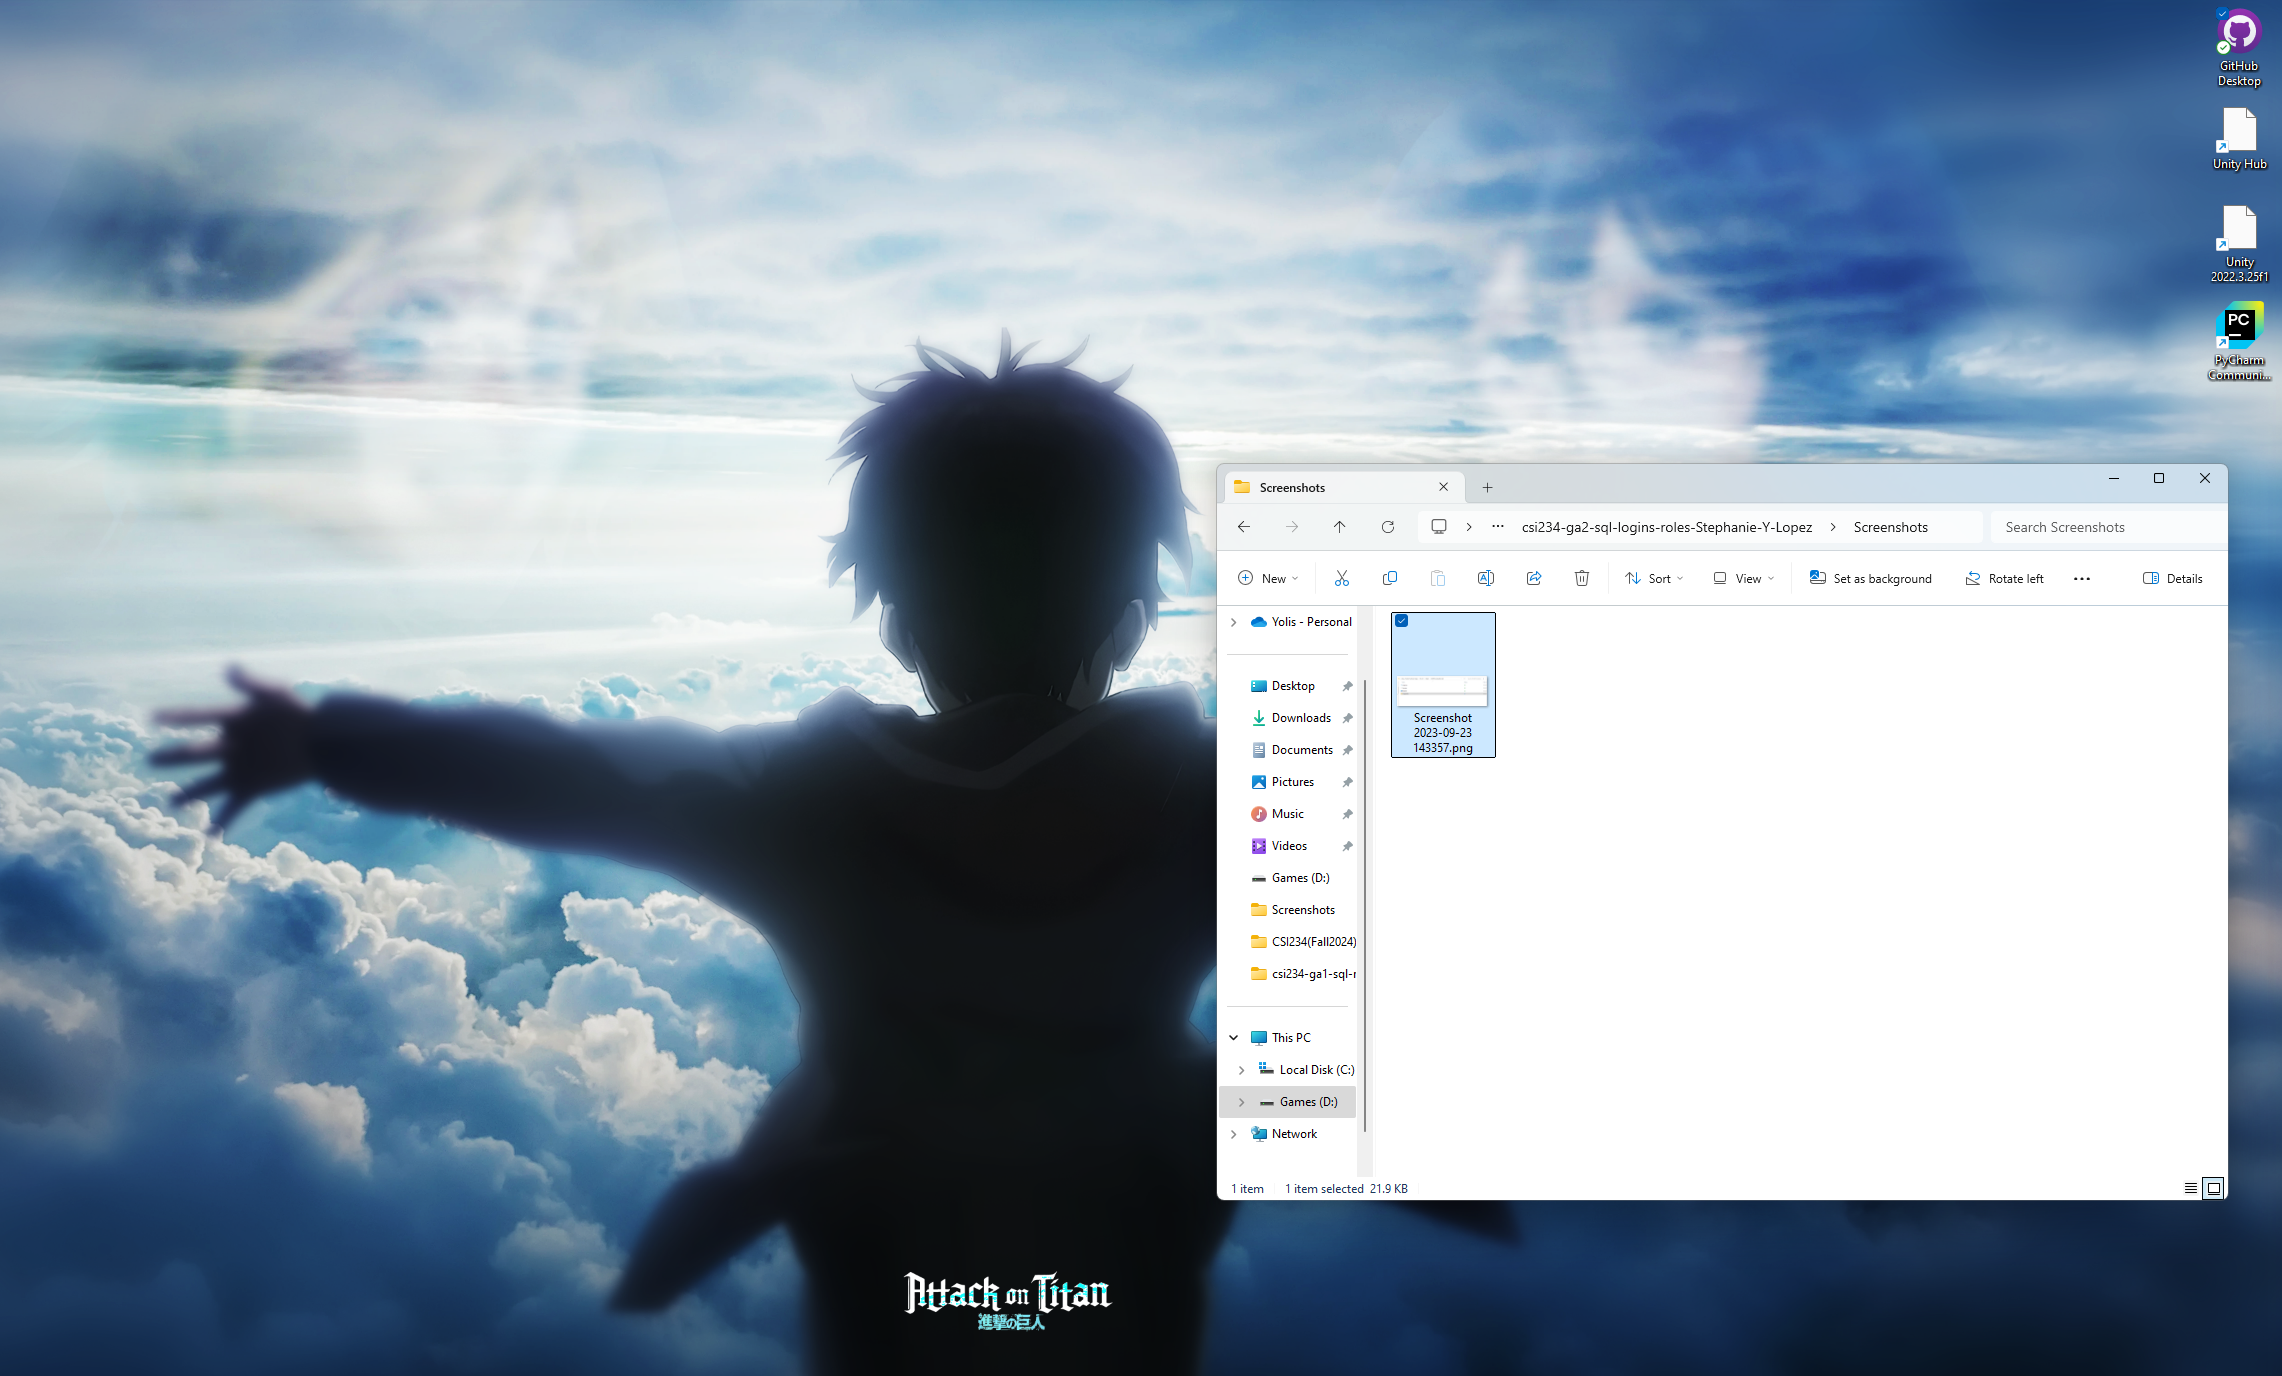 GitHub
Desktop
Unity Hub
Unity
2022.3.25f1
PC
PyCharm
Communi...
Screenshots
csi234-ga2-sql-logins-roles-Stephanie-Y-Lopez
Screenshots
Search Screenshots
New
Sort
View
Set as background
Rotate left
Details
Yolis - Personal
Desktop
Downloads
Documents
Pictures
Music
Videos
Games (D:)
Screenshots
CSI234(Fall2024)
csi234-ga1-sql-r
This PC
Local Disk (C:)
Games (D:)
Network
Screenshot
2023-09-23
143357.png
1 item
1 item selected 21.9 KB
Attack on Titan
進撃の巨人